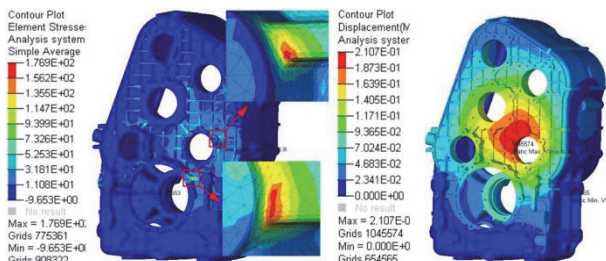 Contour Plot
Element Stresse
Analysis system
Simple Average
1.769E+02
1.562E+02
1.355E+02
1.147E+02
9.399E+01
7.326E+01
5.253E+01
3.181E+01
1.108E+01
-9.653E+00
No result
Max = 1.769E+02
Grids 775361
Min = -9.653E+00
Grids 908322
Contour Plot
Displacement(M
Analysis system
2.107E-01
1.873E-01
1.639E-01
1.405E-01
1.171E-01
9.365E-02
7.024E-02
4.683E-02
2.341E-02
0.000E+00
No result
Max = 2.107E-0
Grids 1045574
Min = 0.000E+0
Grids 654565
1045574